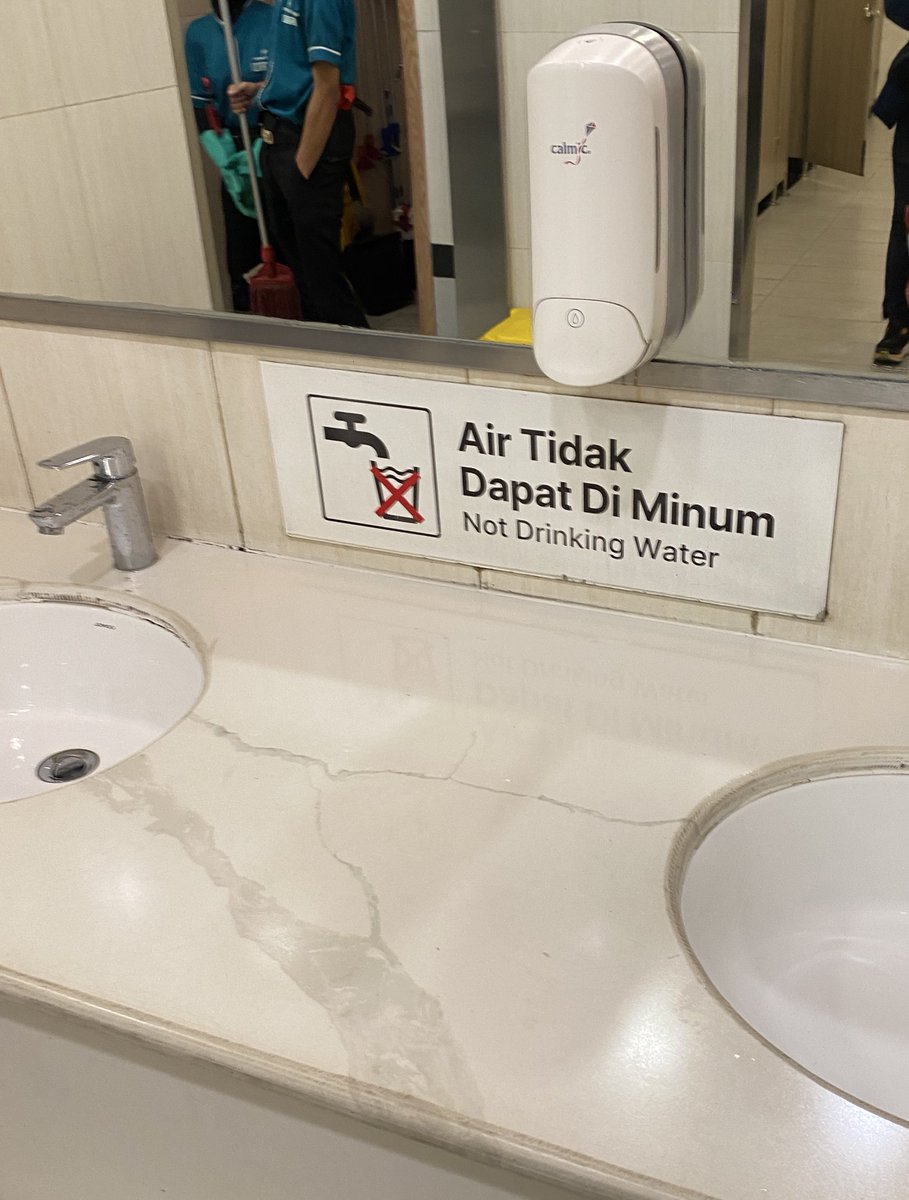 calmic
Air Tidak
Dapat Di Minum
Not Drinking Water